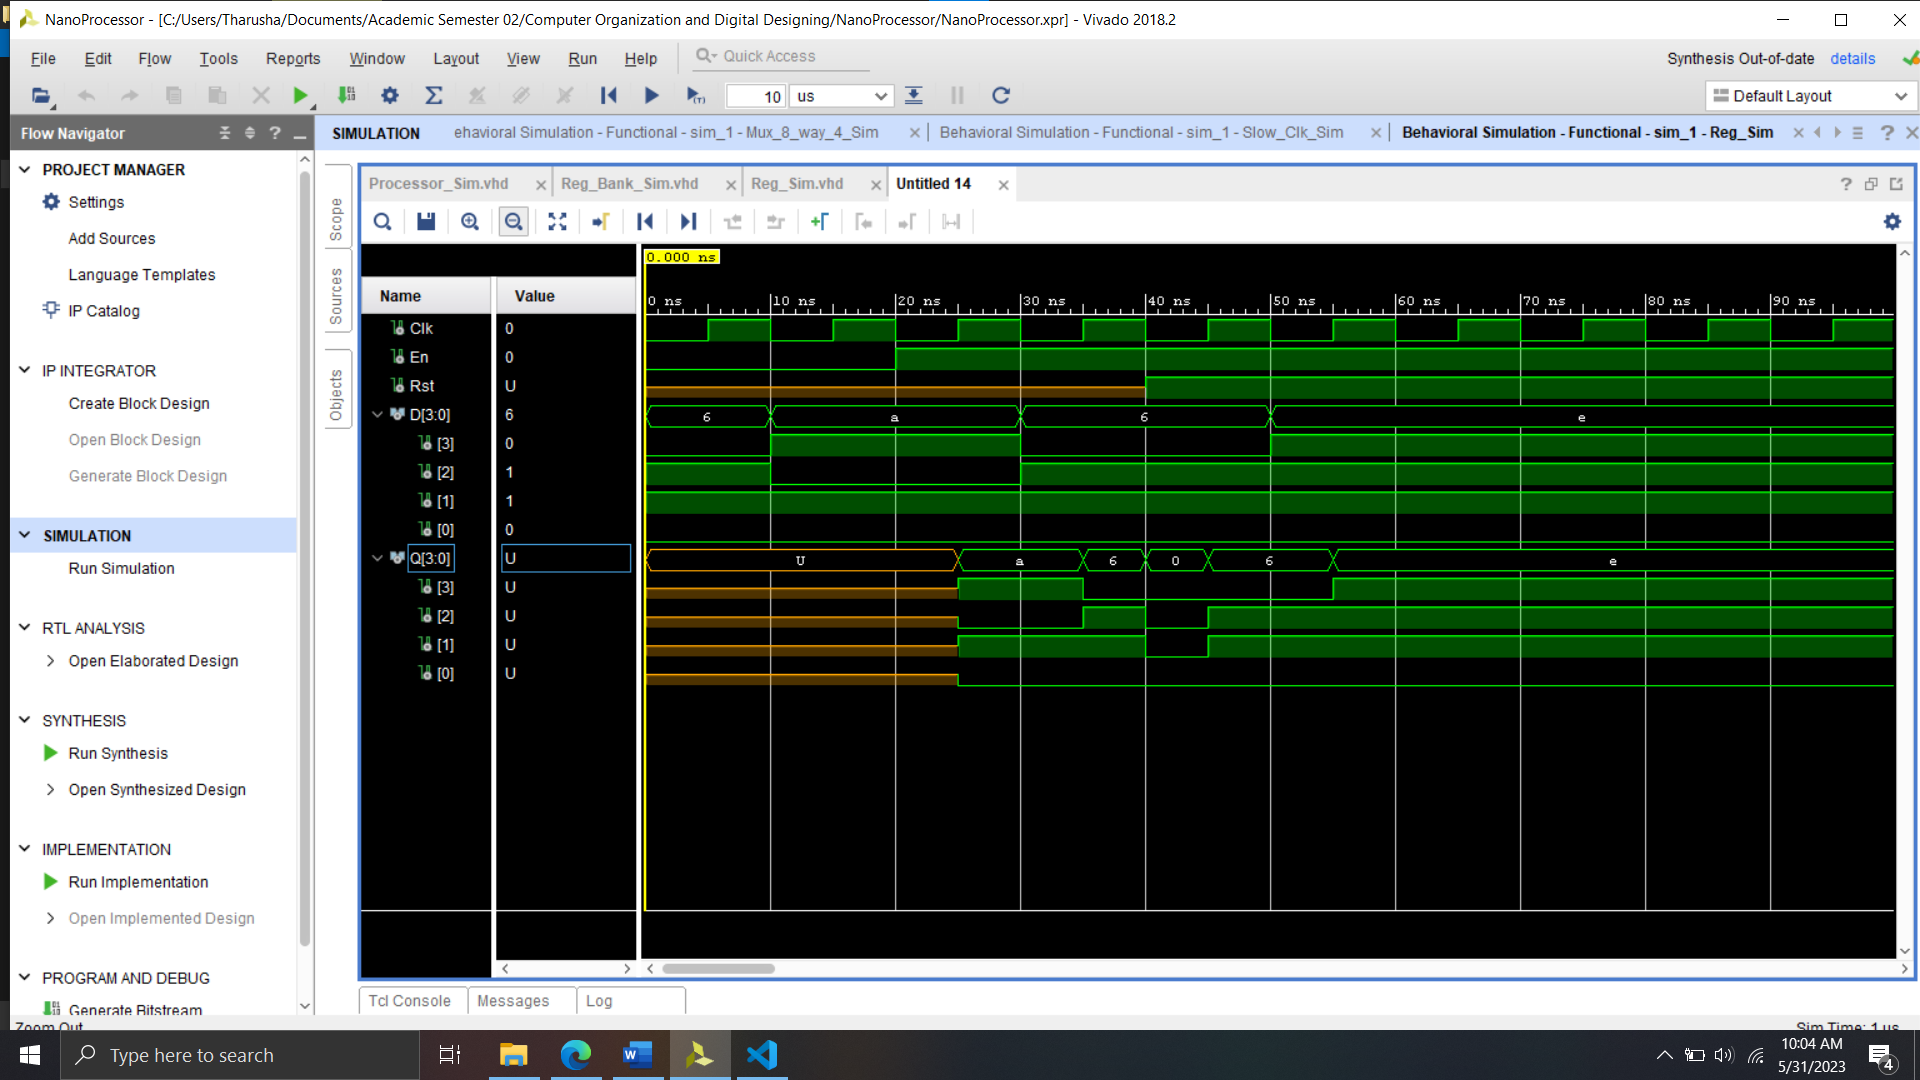 NanoProcessor - [C:/Users/Tharusha/Documents/Academic Semester 02/Computer Organization and Digital Designing/NanoProcessor/NanoProcessor.xpr] - Vivado 2018.2
File Edit Flow Tools Reports Window Layout View Run Help Quick Access
Synthesis Out-of-date details
10 us
Default Layout
Flow Navigator
SIMULATION
ehavioral Simulation - Functional - sim_1 - Mux_8_way_4_Sim
Behavioral Simulation - Functional - sim_1 - Slow_Clk_Sim
Behavioral Simulation - Functional - sim_1 - Reg_Sim
PROJECT MANAGER
Settings
Add Sources
Language Templates
IP Catalog
IP INTEGRATOR
Create Block Design
Open Block Design
Generate Block Design
SIMULATION
Run Simulation
RTL ANALYSIS
Open Elaborated Design
SYNTHESIS
Run Synthesis
Open Synthesized Design
IMPLEMENTATION
Run Implementation
Open Implemented Design
PROGRAM AND DEBUG
Generate Bitstream
Zoom Out
Scope
Sources
Objects
Processor_Sim.vhd Reg_Bank_Sim.vhd Reg_Sim.vhd Untitled 14
0.000 ns
Name Value
0 ns 10 ns 20 ns 30 ns 40 ns 50 ns 60 ns 70 ns 80 ns 90 ns
Clk 0
En 0
Rst U
D[3:0] 6 6 a 6 e
[3] 0
[2] 1
[1] 1
[0] 0
Q[3:0] U U a 6 0 6 e
[3] U
[2] U
[1] U
[0] U
Tcl Console Messages Log
Sim Time: 1 us
Type here to search
10:04 AM
5/31/2023
4